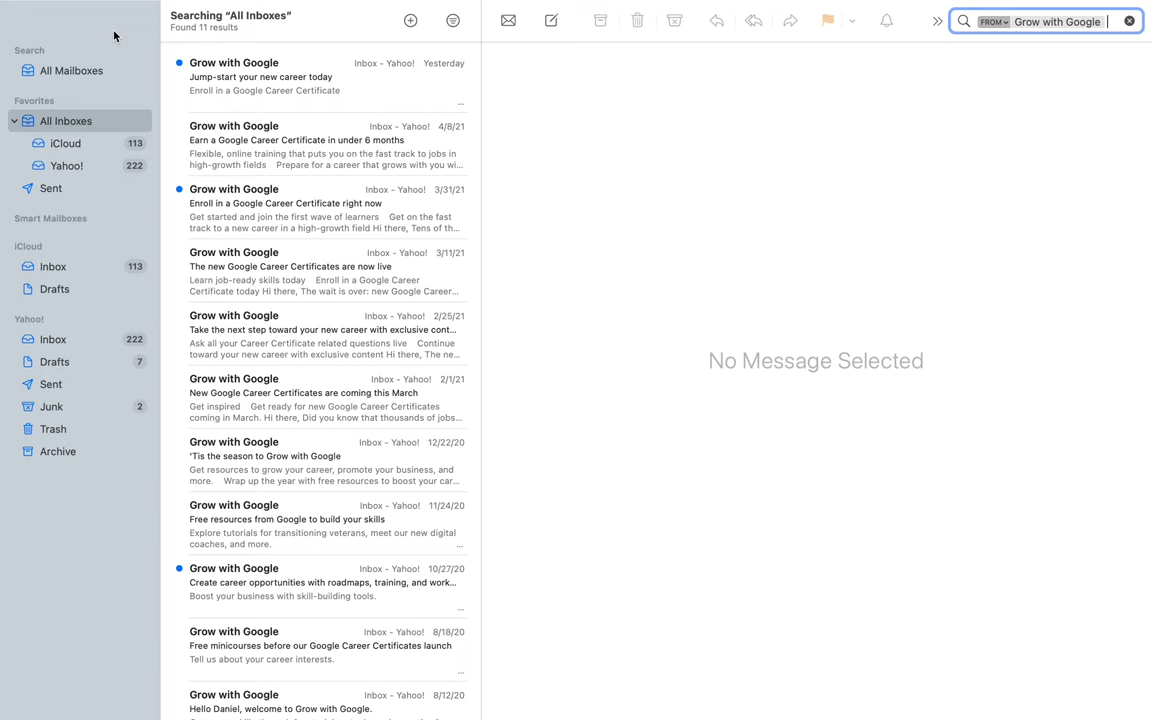 Search
All Mailboxes
Favorites
All Inboxes
iCloud 113
Yahoo! 222
Sent
Smart Mailboxes
iCloud
Inbox 113
Drafts
Yahoo!
Inbox 222
Drafts 7
Sent
Junk 2
Trash
Archive
Searching “All Inboxes”
Found 11 results
FROM Grow with Google
Grow with Google Inbox - Yahoo! Yesterday
Jump-start your new career today
Enroll in a Google Career Certificate
...
Grow with Google Inbox - Yahoo! 4/8/21
Earn a Google Career Certificate in under 6 months
Flexible, online training that puts you on the fast track to jobs in
high-growth fields Prepare for a career that grows with you wi...
Grow with Google Inbox - Yahoo! 3/31/21
Enroll in a Google Career Certificate right now
Get started and join the first wave of learners Get on the fast
track to a new career in a high-growth field Hi there, Tens of th...
Grow with Google Inbox - Yahoo! 3/11/21
The new Google Career Certificates are now live
Learn job-ready skills today Enroll in a Google Career
Certificate today Hi there, The wait is over: new Google Career...
Grow with Google Inbox - Yahoo! 2/25/21
Take the next step toward your new career with exclusive cont...
Ask all your Career Certificate related questions live Continue
toward your new career with exclusive content Hi there, The ne...
Grow with Google Inbox - Yahoo! 2/1/21
New Google Career Certificates are coming this March
Get inspired Get ready for new Google Career Certificates
coming in March. Hi there, Did you know that thousands of jobs...
Grow with Google Inbox - Yahoo! 12/22/20
'Tis the season to Grow with Google
Get resources to grow your career, promote your business, and
more. Wrap up the year with free resources to boost your car...
Grow with Google Inbox - Yahoo! 11/24/20
Free resources from Google to build your skills
Explore tutorials for transitioning veterans, meet our new digital
coaches, and more. ...
Grow with Google Inbox - Yahoo! 10/27/20
Create career opportunities with roadmaps, training, and work...
Boost your business with skill-building tools.
...
Grow with Google Inbox - Yahoo! 8/18/20
Free minicourses before our Google Career Certificates launch
Tell us about your career interests.
...
Grow with Google Inbox - Yahoo! 8/12/20
Hello Daniel, welcome to Grow with Google.
No Message Selected